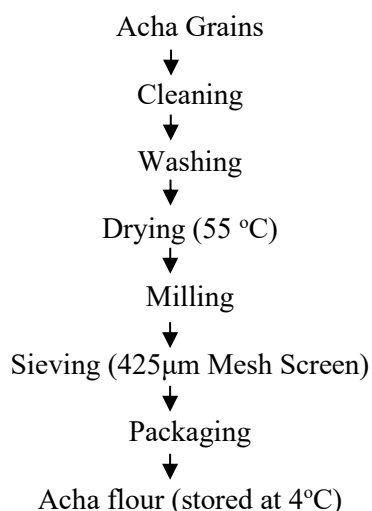 Acha Grains
Cleaning
Washing
Drying (55 °C)
Milling
Sieving (425μm Mesh Screen)
Packaging
Acha flour (stored at 4°C)